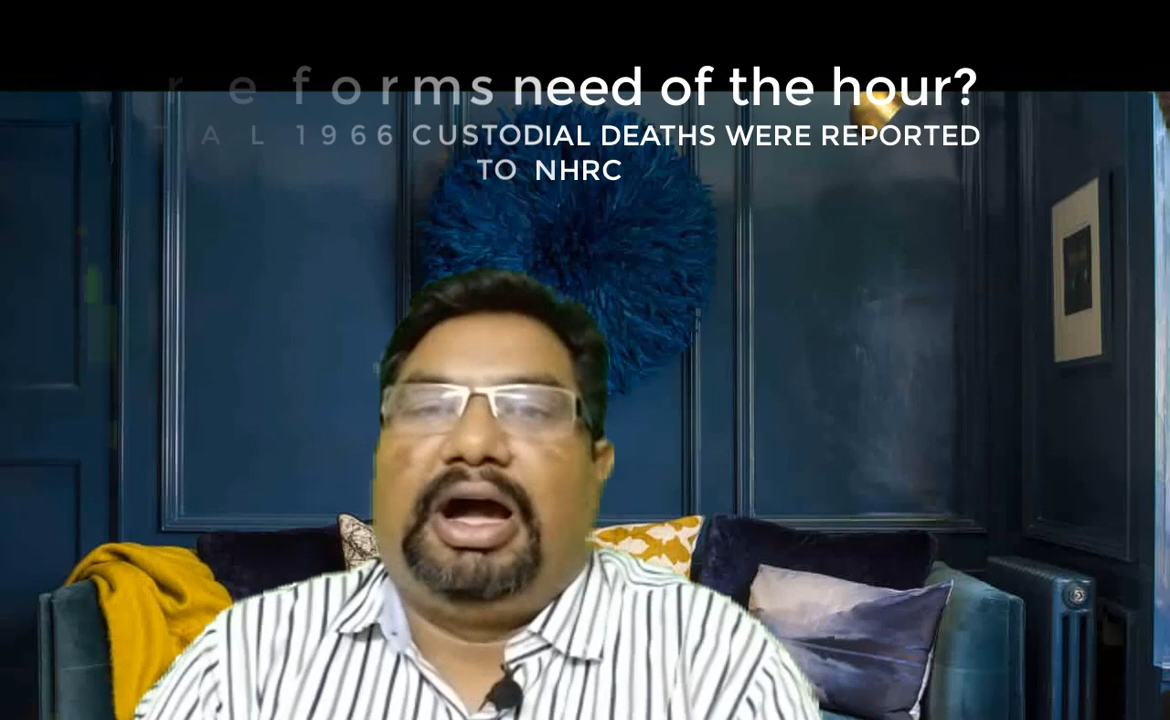 reforms need of the hour?
A L 1966 CUSTODIAL DEATHS WERE REPORTED
TO NHRC